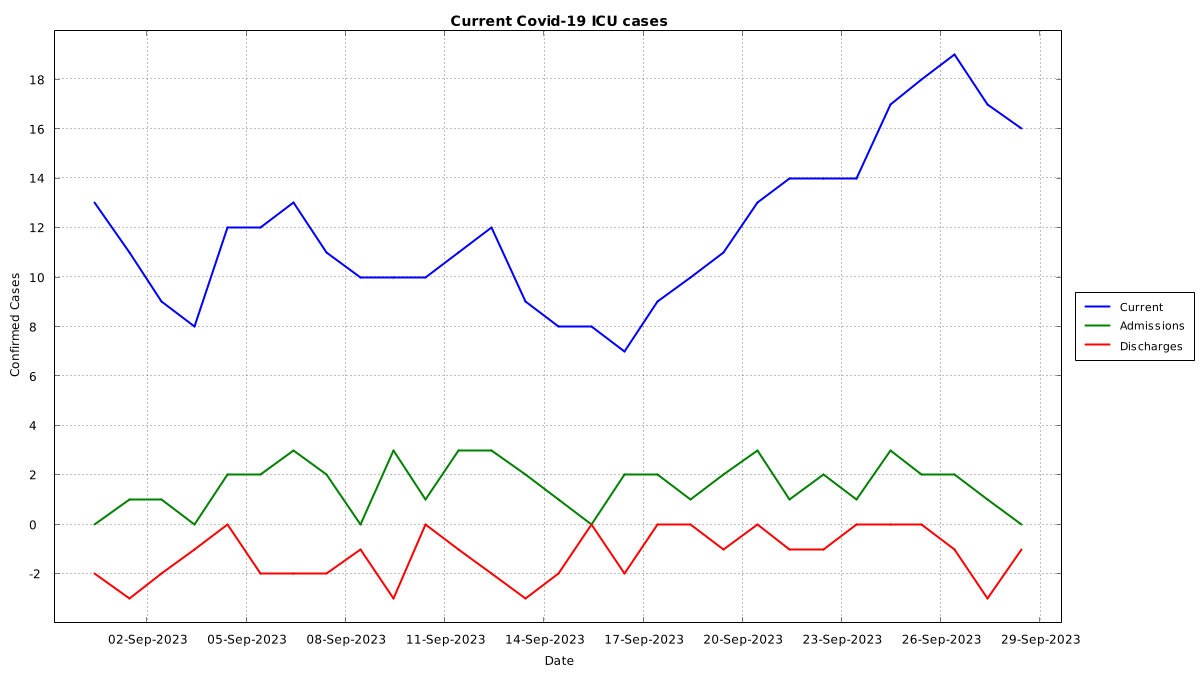 Current Covid-19 ICU cases
Confirmed Cases
18
16
14
12
10
8
6
4
2
0
-2
02-Sep-2023 05-Sep-2023 08-Sep-2023 11-Sep-2023 14-Sep-2023 17-Sep-2023 20-Sep-2023 23-Sep-2023 26-Sep-2023 29-Sep-2023
Date
Current
Admissions
Discharges